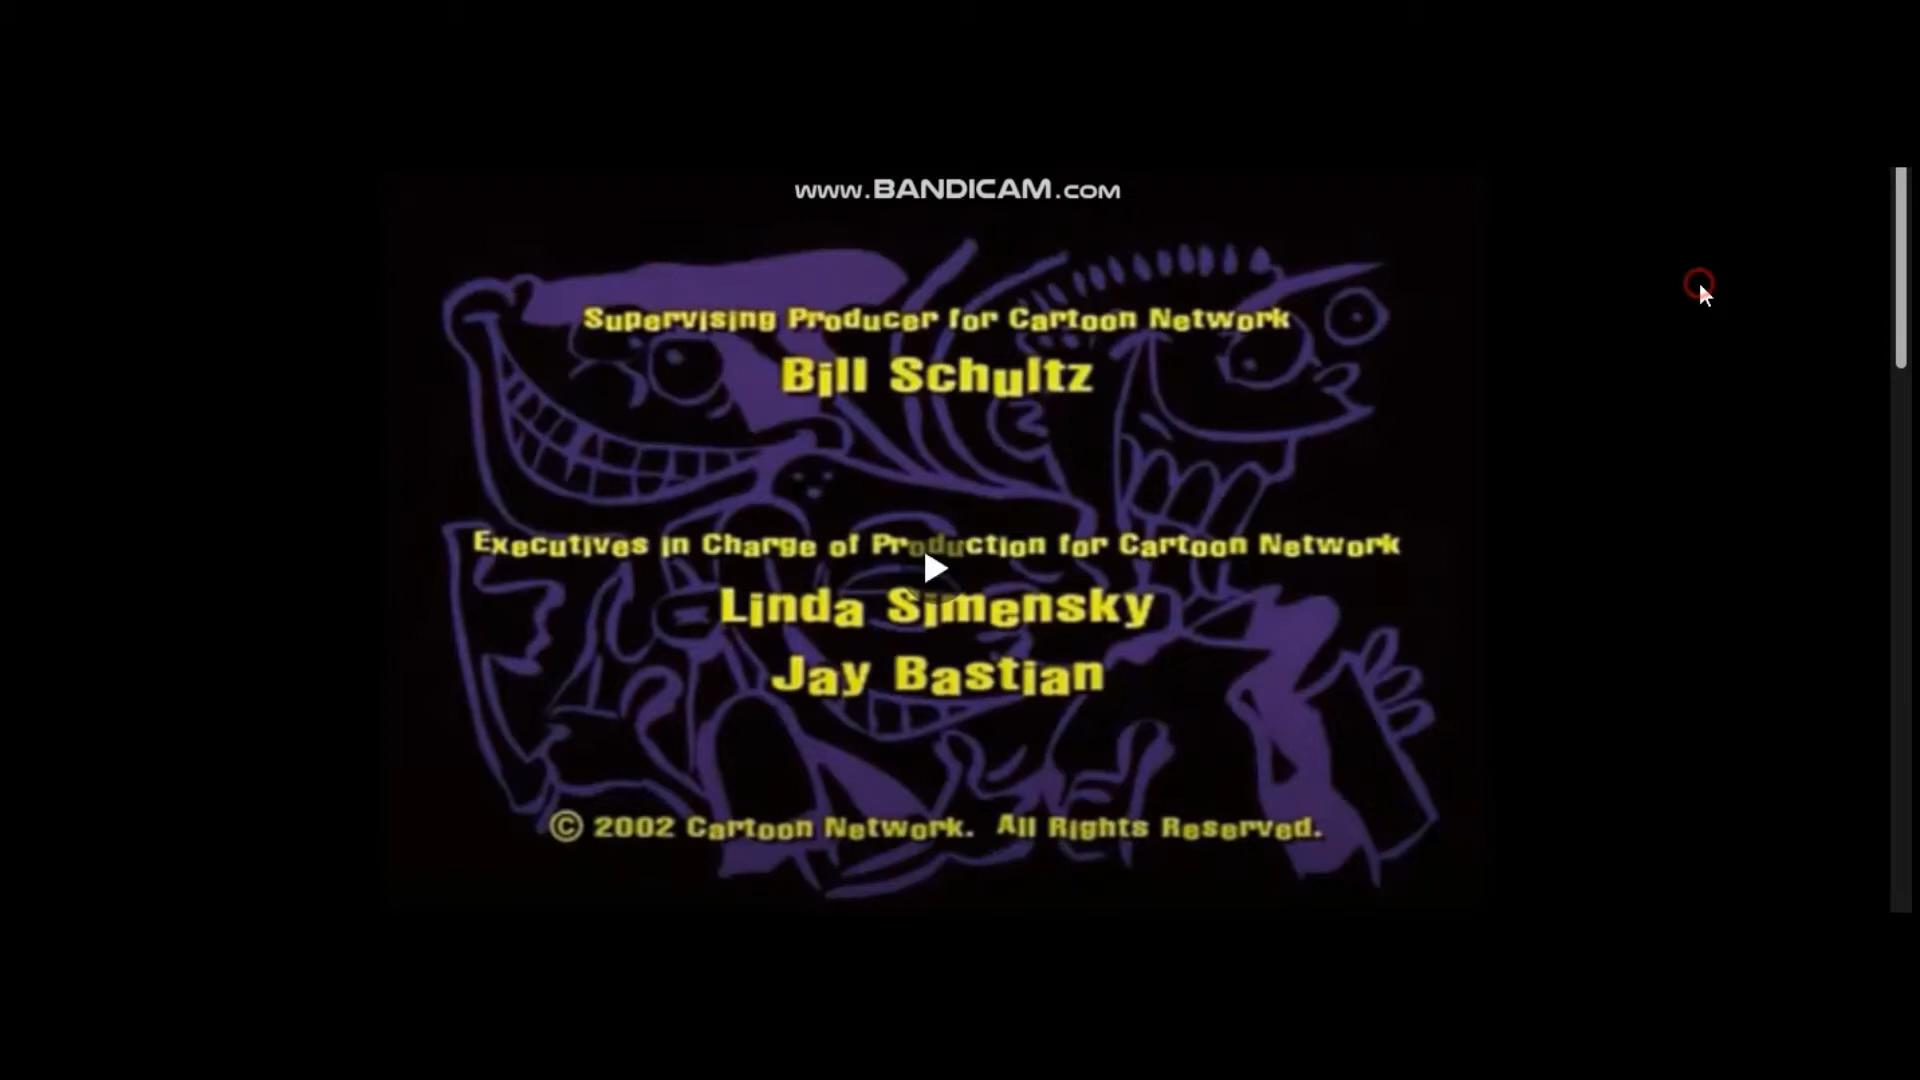 www.BANDICAM.com
Supervising Producer for Cartoon Network
Bill Schultz
Executives in Charge of Production for Cartoon Network
Linda Simensky
Jay Bastian
© 2002 Cartoon Network. All Rights Reserved.